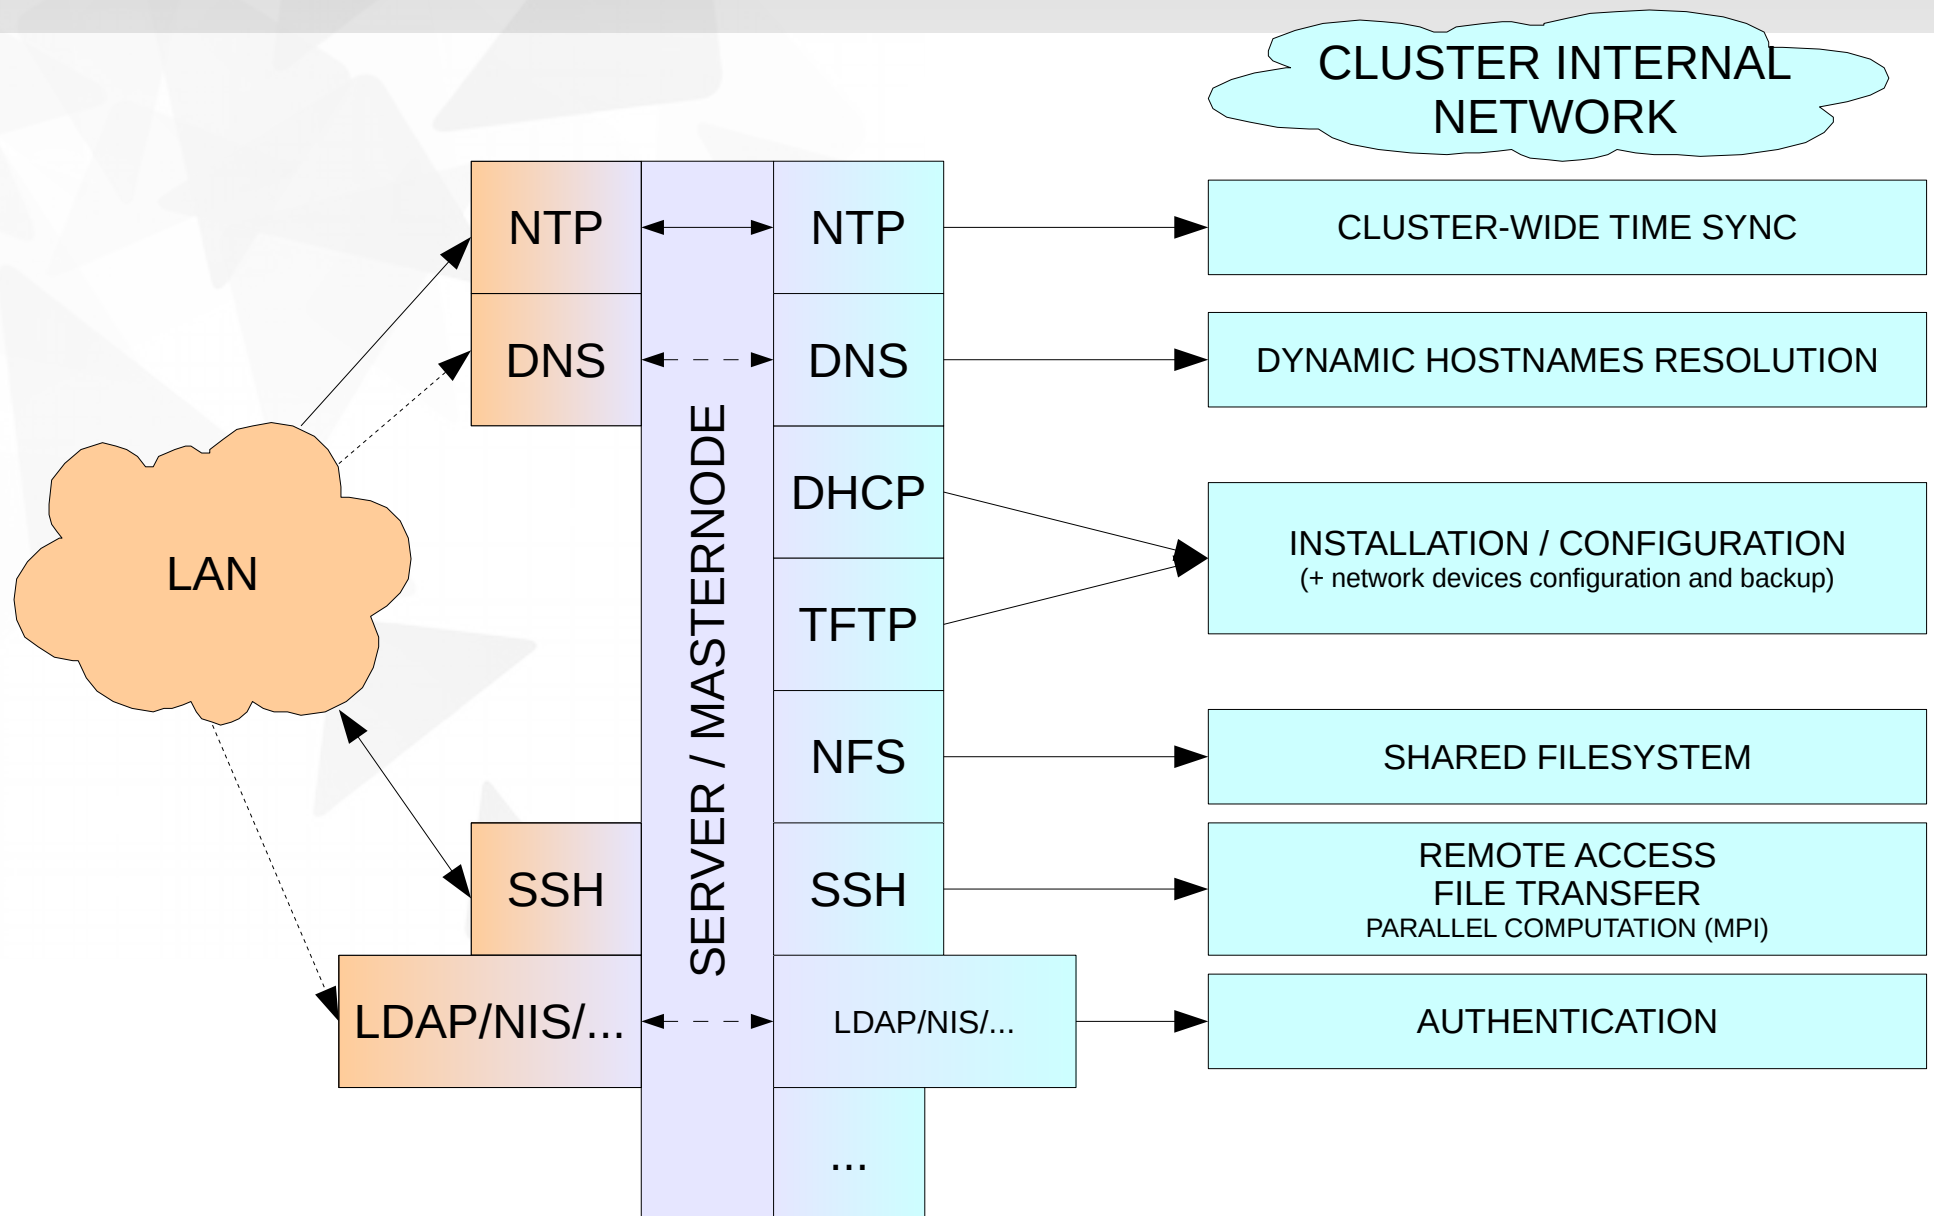 CLUSTER INTERNAL
NETWORK
NTP
NTP
CLUSTER-WIDE TIME SYNC
DNS
DNS
DYNAMIC HOSTNAMES RESOLUTION
LAN
SERVER / MASTERNODE
DHCP
TFTP
INSTALLATION / CONFIGURATION
(+ network devices configuration and backup)
NFS
SHARED FILESYSTEM
SSH
SSH
REMOTE ACCESS
FILE TRANSFER
PARALLEL COMPUTATION (MPI)
LDAP/NIS/...
LDAP/NIS/...
AUTHENTICATION
...